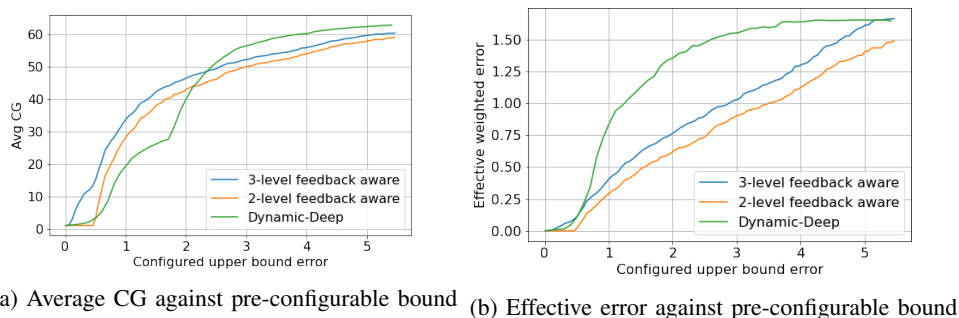 60
50
40
30
20
10
0
Avg CG
0 1 2 3 4 5
Configured upper bound error
3-level feedback aware
2-level feedback aware
Dynamic-Deep
1.50
1.25
1.00
0.75
0.50
0.25
0.00
Effective weighted error
0 1 2 3 4 5
Configured upper bound error
3-level feedback aware
2-level feedback aware
Dynamic-Deep
a) Average CG against pre-configurable bound
(b) Effective error against pre-configurable bound